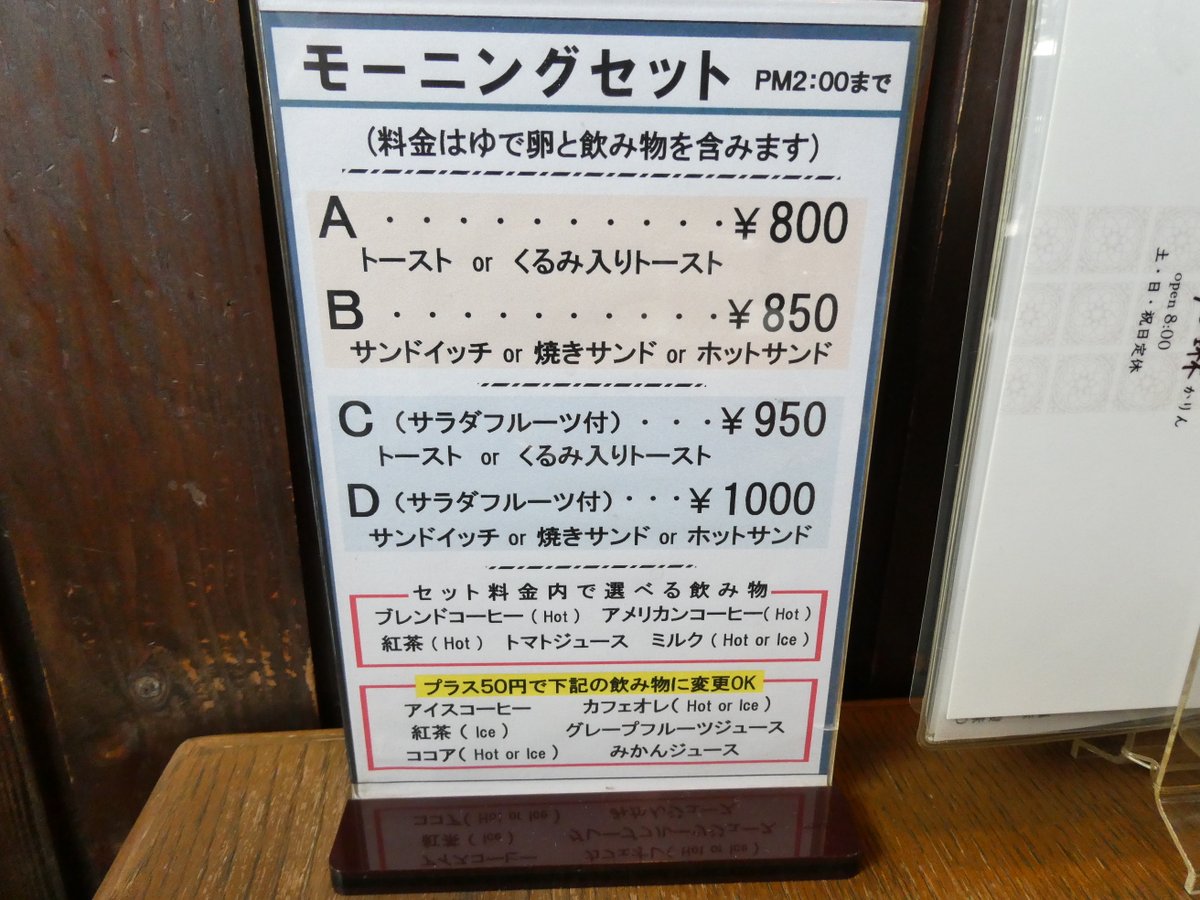 モーニングセット PM2:00まで
(料金はゆで卵と飲み物を含みます)
A ・・・・・・・・・・¥800
トースト or くるみ入りトースト
B ・・・・・・・・・・¥850
サンドイッチ or 焼きサンド or ホットサンド
C (サラダフルーツ付)・・・¥950
トースト or くるみ入りトースト
D (サラダフルーツ付)・・・¥1000
サンドイッチ or 焼きサンド or ホットサンド
セット料金内で選べる飲み物
ブレンドコーヒー(Hot) アメリカンコーヒー(Hot)
紅茶(Hot) トマトジュース ミルク(Hot or Ice)
プラス50円で下記の飲み物に変更OK
アイスコーヒー カフェオレ(Hot or Ice)
紅茶(Ice) グレープフルーツジュース
ココア(Hot or Ice) みかんジュース
かりん
open 8:00
土・日・祝日定休